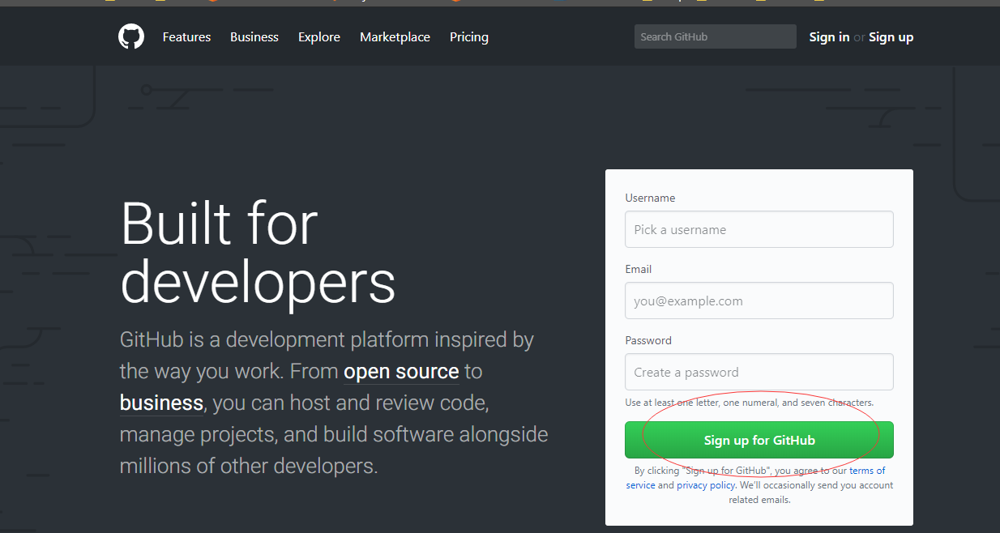 Features Business Explore Marketplace Pricing Search GitHub Sign in or Sign up
Built for
developers
GitHub is a development platform inspired by
the way you work. From open source to
business, you can host and review code,
manage projects, and build software alongside
millions of other developers.
Username
Pick a username
Email
you@example.com
Password
Create a password
Use at least one letter, one numeral, and seven characters.
Sign up for GitHub
By clicking "Sign up for GitHub", you agree to our terms of
service and privacy policy. We'll occasionally send you account
related emails.